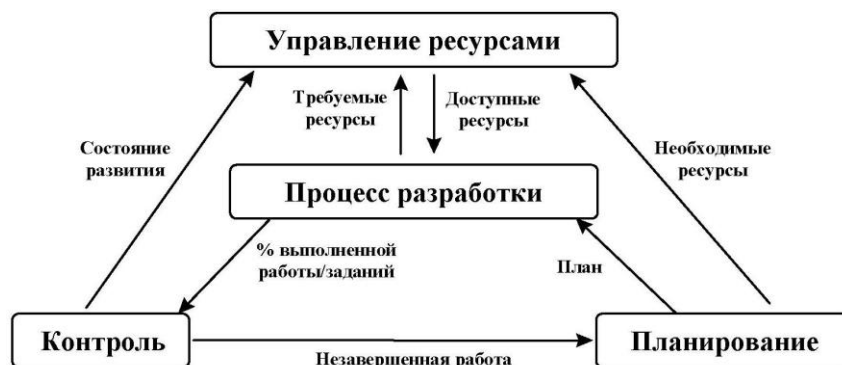 Управление ресурсами
Требуемые
ресурсы
Доступные
ресурсы
Состояние
развития
Необходимые
ресурсы
Процесс разработки
% выполненной
работы/заданий
План
Контроль
Планирование
Незавершенная работа